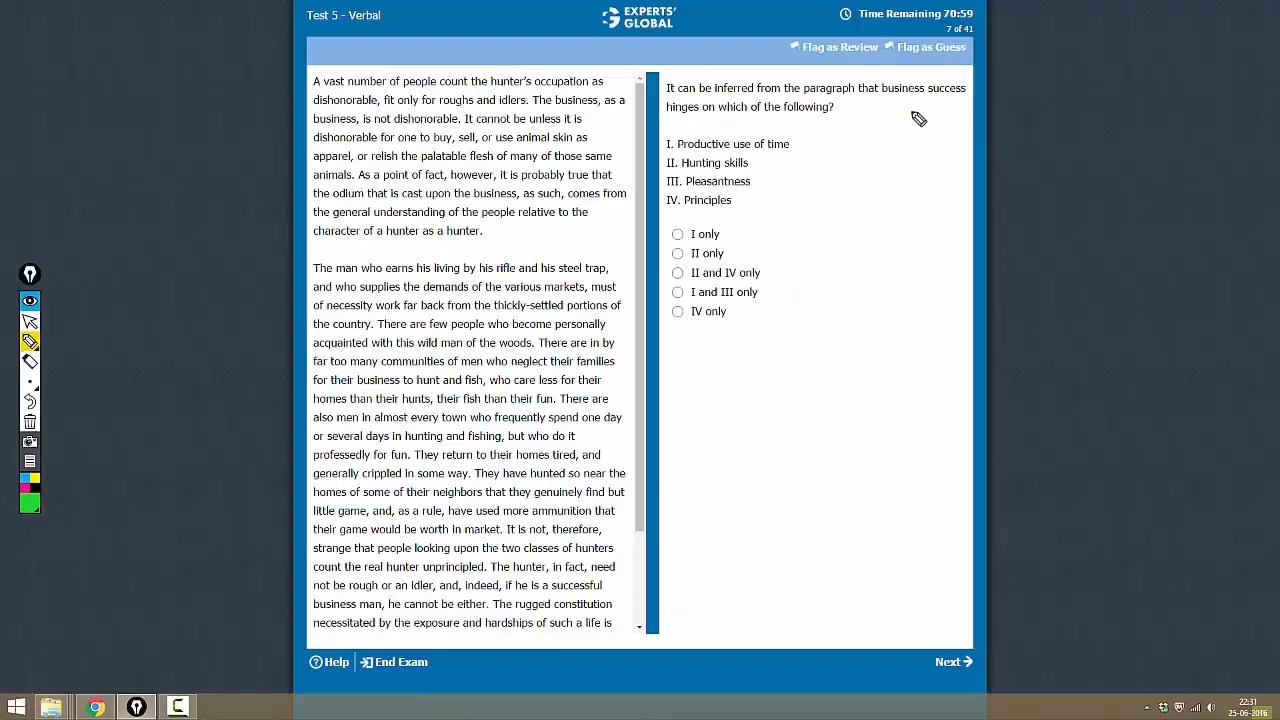 Test 5 - Verbal
EXPERTS'
GLOBAL
Time Remaining 70:59
7 of 41
Flag as Review
Flag as Guess
A vast number of people count the hunter's occupation as
dishonorable, fit only for roughs and idlers. The business, as a
business, is not dishonorable. It cannot be unless it is
dishonorable for one to buy, sell, or use animal skin as
apparel, or relish the palatable flesh of many of those same
animals. As a point of fact, however, it is probably true that
the odium that is cast upon the business, as such, comes from
the general understanding of the people relative to the
character of a hunter as a hunter.
The man who earns his living by his rifle and his steel trap,
and who supplies the demands of the various markets, must
of necessity work far back from the thickly-settled portions of
the country. There are few people who become personally
acquainted with this wild man of the woods. There are in by
far too many communities of men who neglect their families
for their business to hunt and fish, who care less for their
homes than their hunts, their fish than their fun. There are
also men in almost every town who frequently spend one day
or several days in hunting and fishing, but who do it
professedly for fun. They return to their homes tired, and
generally crippled in some way. They have hunted so near the
homes of some of their neighbors that they genuinely find but
little game, and, as a rule, have used more ammunition that
their game would be worth in market. It is not, therefore,
strange that people looking upon the two classes of hunters
count the real hunter unprincipled. The hunter, in fact, need
not be rough or an idler, and, indeed, if he is a successful
business man, he cannot be either. The rugged constitution
necessitated by the exposure and hardships of such a life is
It can be inferred from the paragraph that business success
hinges on which of the following?
I. Productive use of time
II. Hunting skills
III. Pleasantness
IV. Principles
I only
II only
II and IV only
I and III only
IV only
Help
End Exam
Next
22:31
25-06-2016